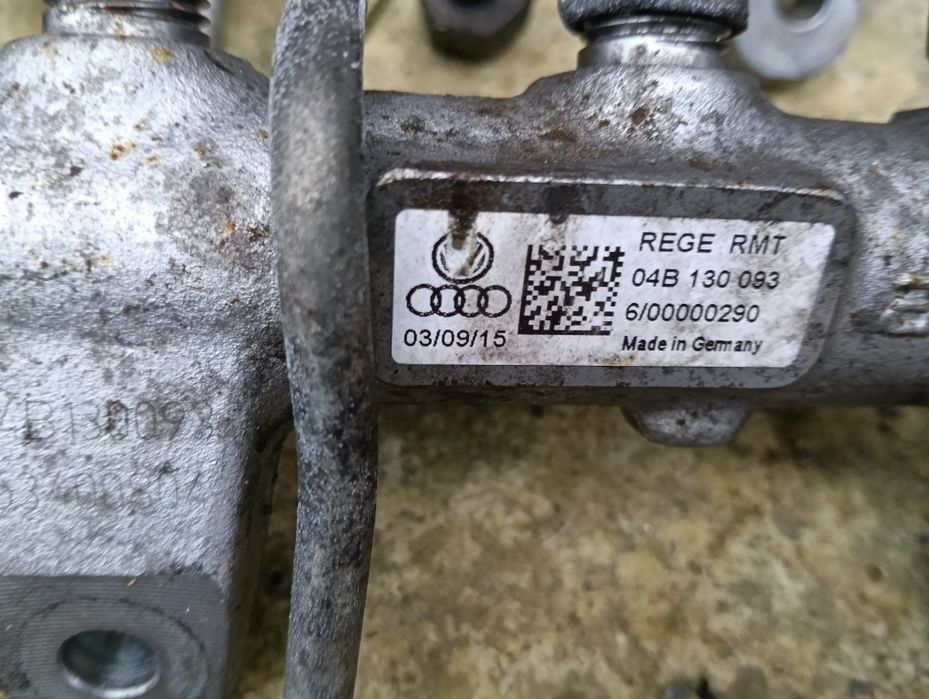 REGE RMT
04B 130 093
6/00000290
Made in Germany
03/09/15